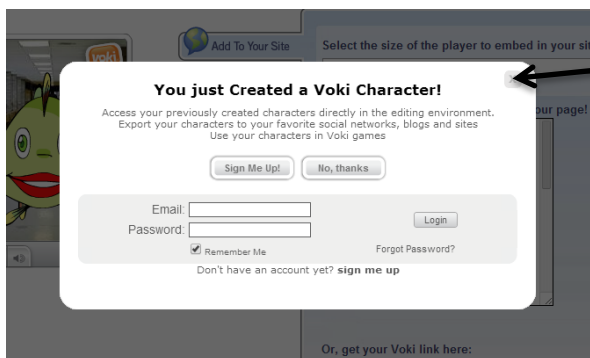 voki
Add To Your Site
Select the size of the player to embed in your sit
You just Created a Voki Character!
x
our page!
Access your previously created characters directly in the editing environment.
Export your characters to your favorite social networks, blogs and sites
Use your characters in Voki games
Sign Me Up!
No, thanks
Email:
Password:
Login
Remember Me
Forgot Password?
Don't have an account yet? sign me up
Or, get your Voki link here: